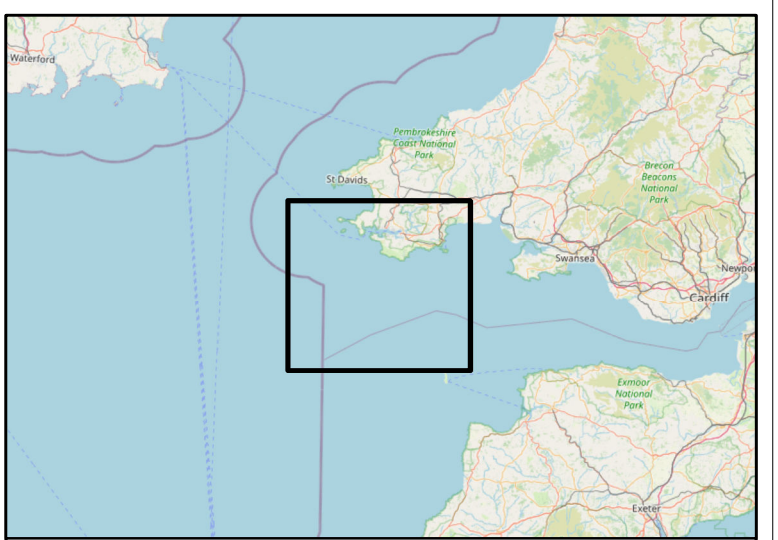 Waterford
Pembrokeshire
Coast National
Park
St Davids
Brecon
Beacons
National
Park
Swansea
Newpo
Cardiff
Exmoor
National
Park
Exeter